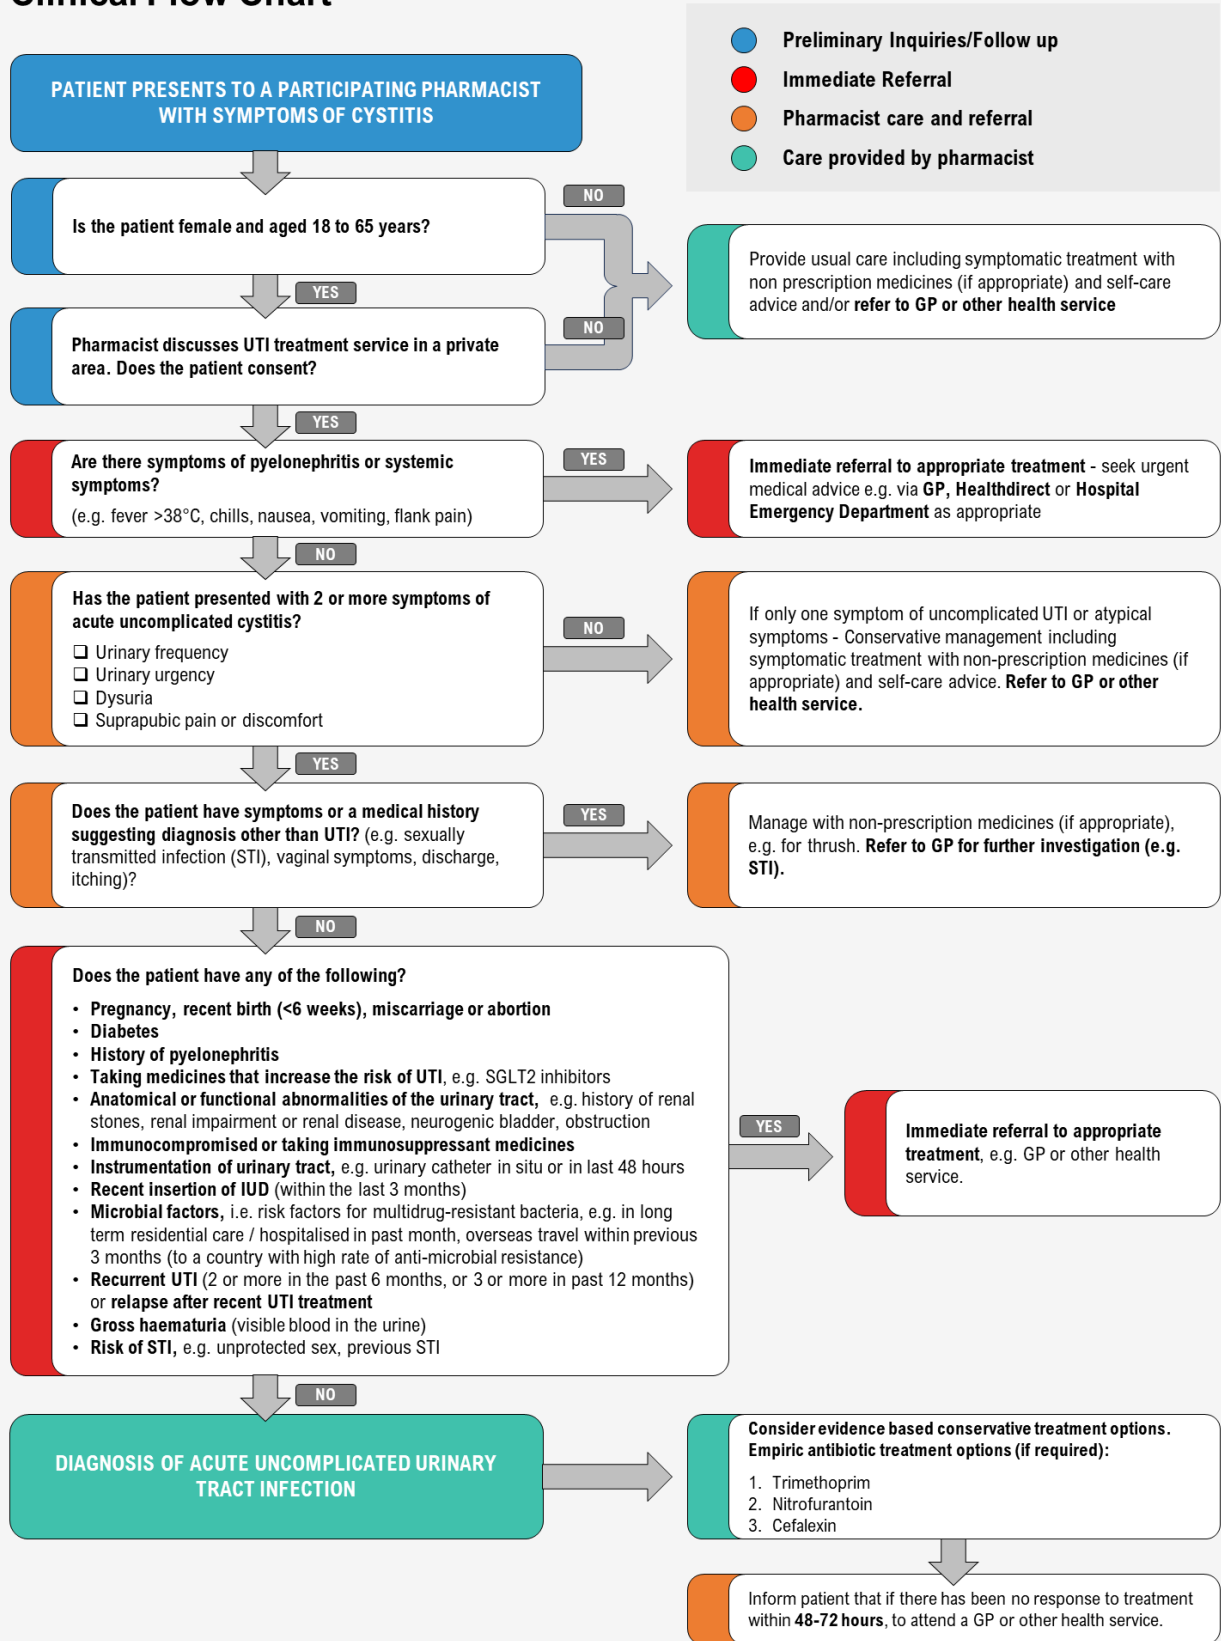 Clinical Flow Chart
Preliminary Inquiries/Follow up
Immediate Referral
Pharmacist care and referral
Care provided by pharmacist
PATIENT PRESENTS TO A PARTICIPATING PHARMACIST
WITH SYMPTOMS OF CYSTITIS
Is the patient female and aged 18 to 65 years?
NO
YES
Provide usual care including symptomatic treatment with
non prescription medicines (if appropriate) and self-care
advice and/or refer to GP or other health service
Pharmacist discusses UTI treatment service in a private
area. Does the patient consent?
NO
YES
Are there symptoms of pyelonephritis or systemic
symptoms?
(e.g. fever >38°C, chills, nausea, vomiting, flank pain)
YES
Immediate referral to appropriate treatment - seek urgent
medical advice e.g. via GP, Healthdirect or Hospital
Emergency Department as appropriate
NO
Has the patient presented with 2 or more symptoms of
acute uncomplicated cystitis?
❑ Urinary frequency
❑ Urinary urgency
❑ Dysuria
❑ Suprapubic pain or discomfort
NO
If only one symptom of uncomplicated UTI or atypical
symptoms - Conservative management including
symptomatic treatment with non-prescription medicines (if
appropriate) and self-care advice. Refer to GP or other
health service.
YES
Does the patient have symptoms or a medical history
suggesting diagnosis other than UTI? (e.g. sexually
transmitted infection (STI), vaginal symptoms, discharge,
itching)?
YES
Manage with non-prescription medicines (if appropriate),
e.g. for thrush. Refer to GP for further investigation (e.g.
STI).
NO
Does the patient have any of the following?
• Pregnancy, recent birth (<6 weeks), miscarriage or abortion
• Diabetes
• History of pyelonephritis
• Taking medicines that increase the risk of UTI, e.g. SGLT2 inhibitors
• Anatomical or functional abnormalities of the urinary tract, e.g. history of renal
stones, renal impairment or renal disease, neurogenic bladder, obstruction
• Immunocompromised or taking immunosuppressant medicines
• Instrumentation of urinary tract, e.g. urinary catheter in situ or in last 48 hours
• Recent insertion of IUD (within the last 3 months)
• Microbial factors, i.e. risk factors for multidrug-resistant bacteria, e.g. in long
term residential care / hospitalised in past month, overseas travel within previous
3 months (to a country with high rate of anti-microbial resistance)
• Recurrent UTI (2 or more in the past 6 months, or 3 or more in past 12 months)
or relapse after recent UTI treatment
• Gross haematuria (visible blood in the urine)
• Risk of STI, e.g. unprotected sex, previous STI
YES
Immediate referral to appropriate
treatment, e.g. GP or other health
service.
NO
DIAGNOSIS OF ACUTE UNCOMPLICATED URINARY
TRACT INFECTION
Consider evidence based conservative treatment options.
Empiric antibiotic treatment options (if required):
1. Trimethoprim
2. Nitrofurantoin
3. Cefalexin
Inform patient that if there has been no response to treatment
within 48-72 hours, to attend a GP or other health service.